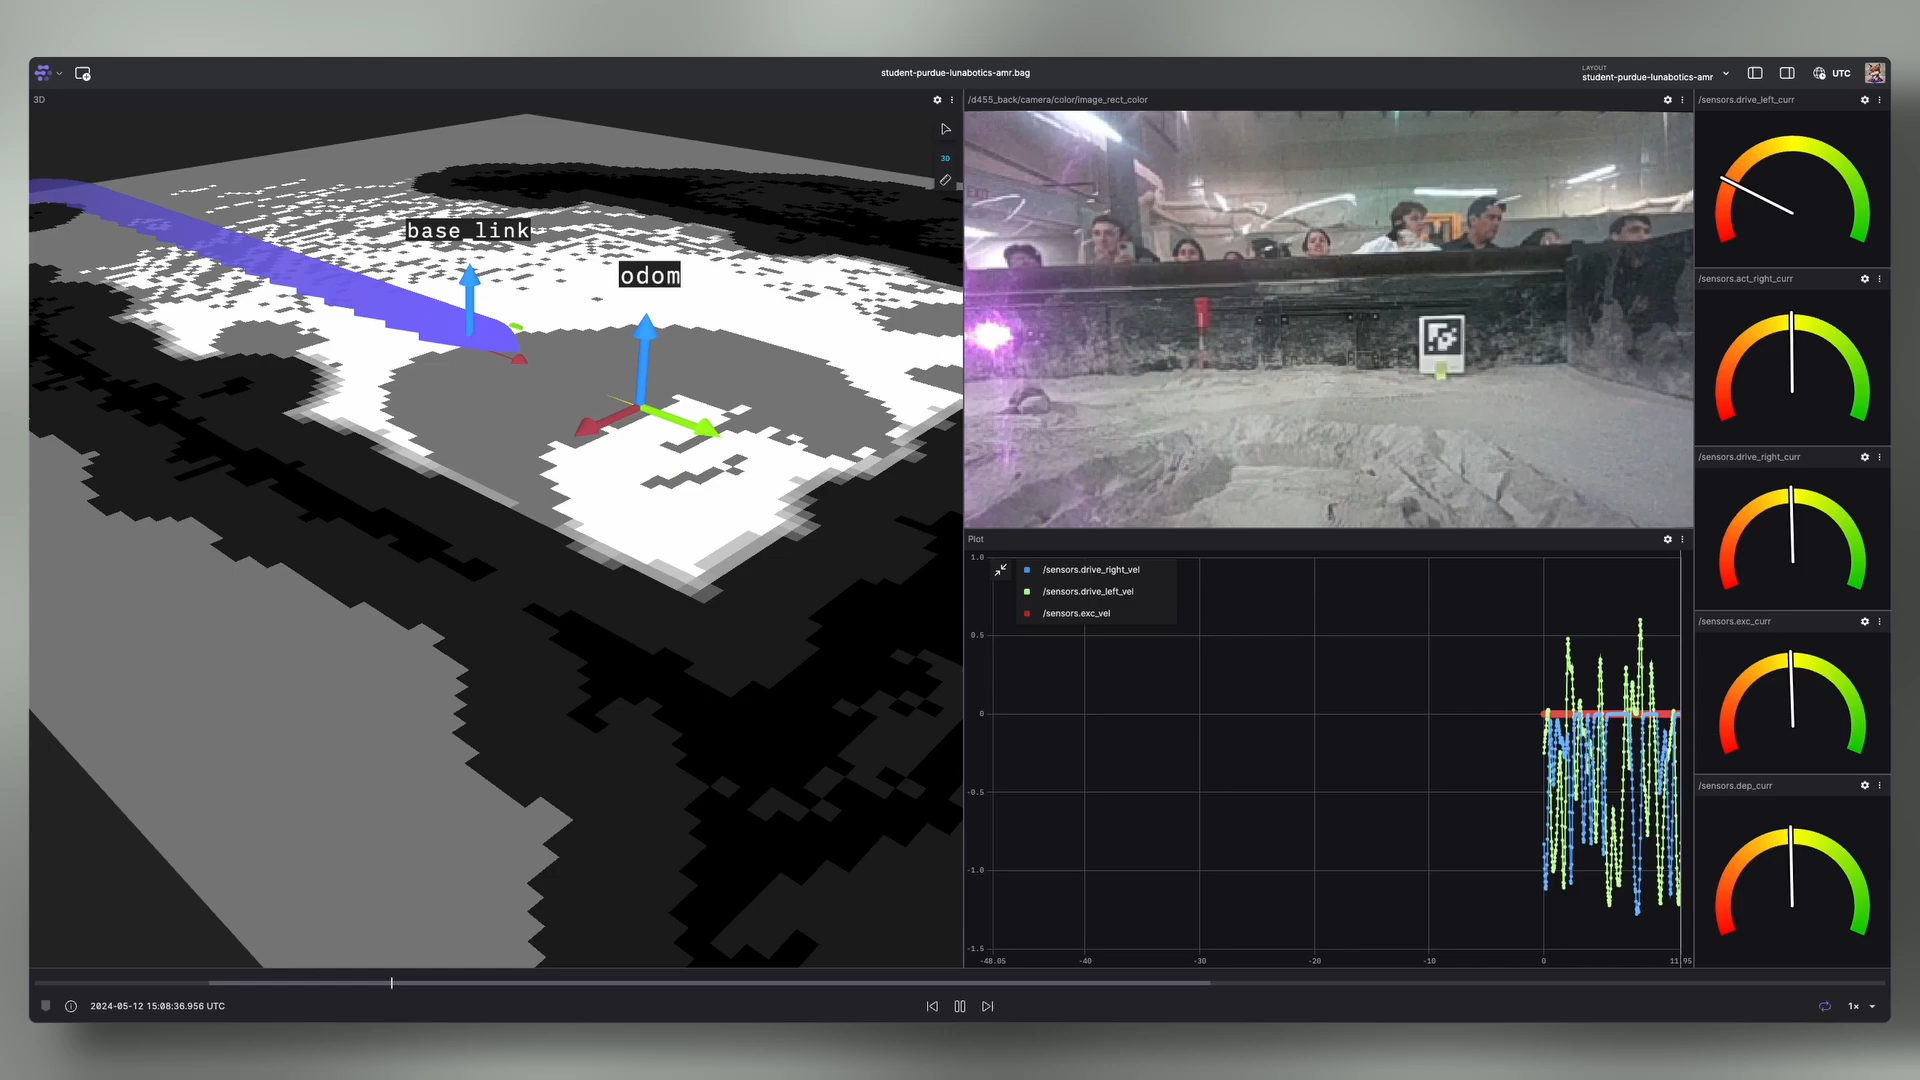 student-purdue-lunabotics-amr.bag
LAYOUT
student-purdue-lunabotics-amr
UTC
3D
3D
base_link
odom
/d455_back/camera/color/image_rect_color
Plot
/sensors.drive_right_vel
/sensors.drive_left_vel
/sensors.exc_vel
1.0
0.5
0
-0.5
-1.0
-1.5
-48.05
-40
-30
-20
-10
0
11.95
/sensors.drive_left_curr
/sensors.act_right_curr
/sensors.drive_right_curr
/sensors.exc_curr
/sensors.dep_curr
2024-05-12 15:08:36.956 UTC
1×